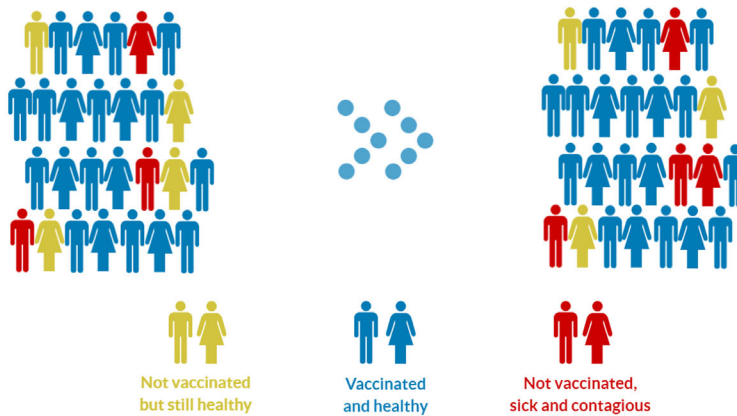 Not vaccinated
but still healthy
Vaccinated
and healthy
Not vaccinated,
sick and contagious